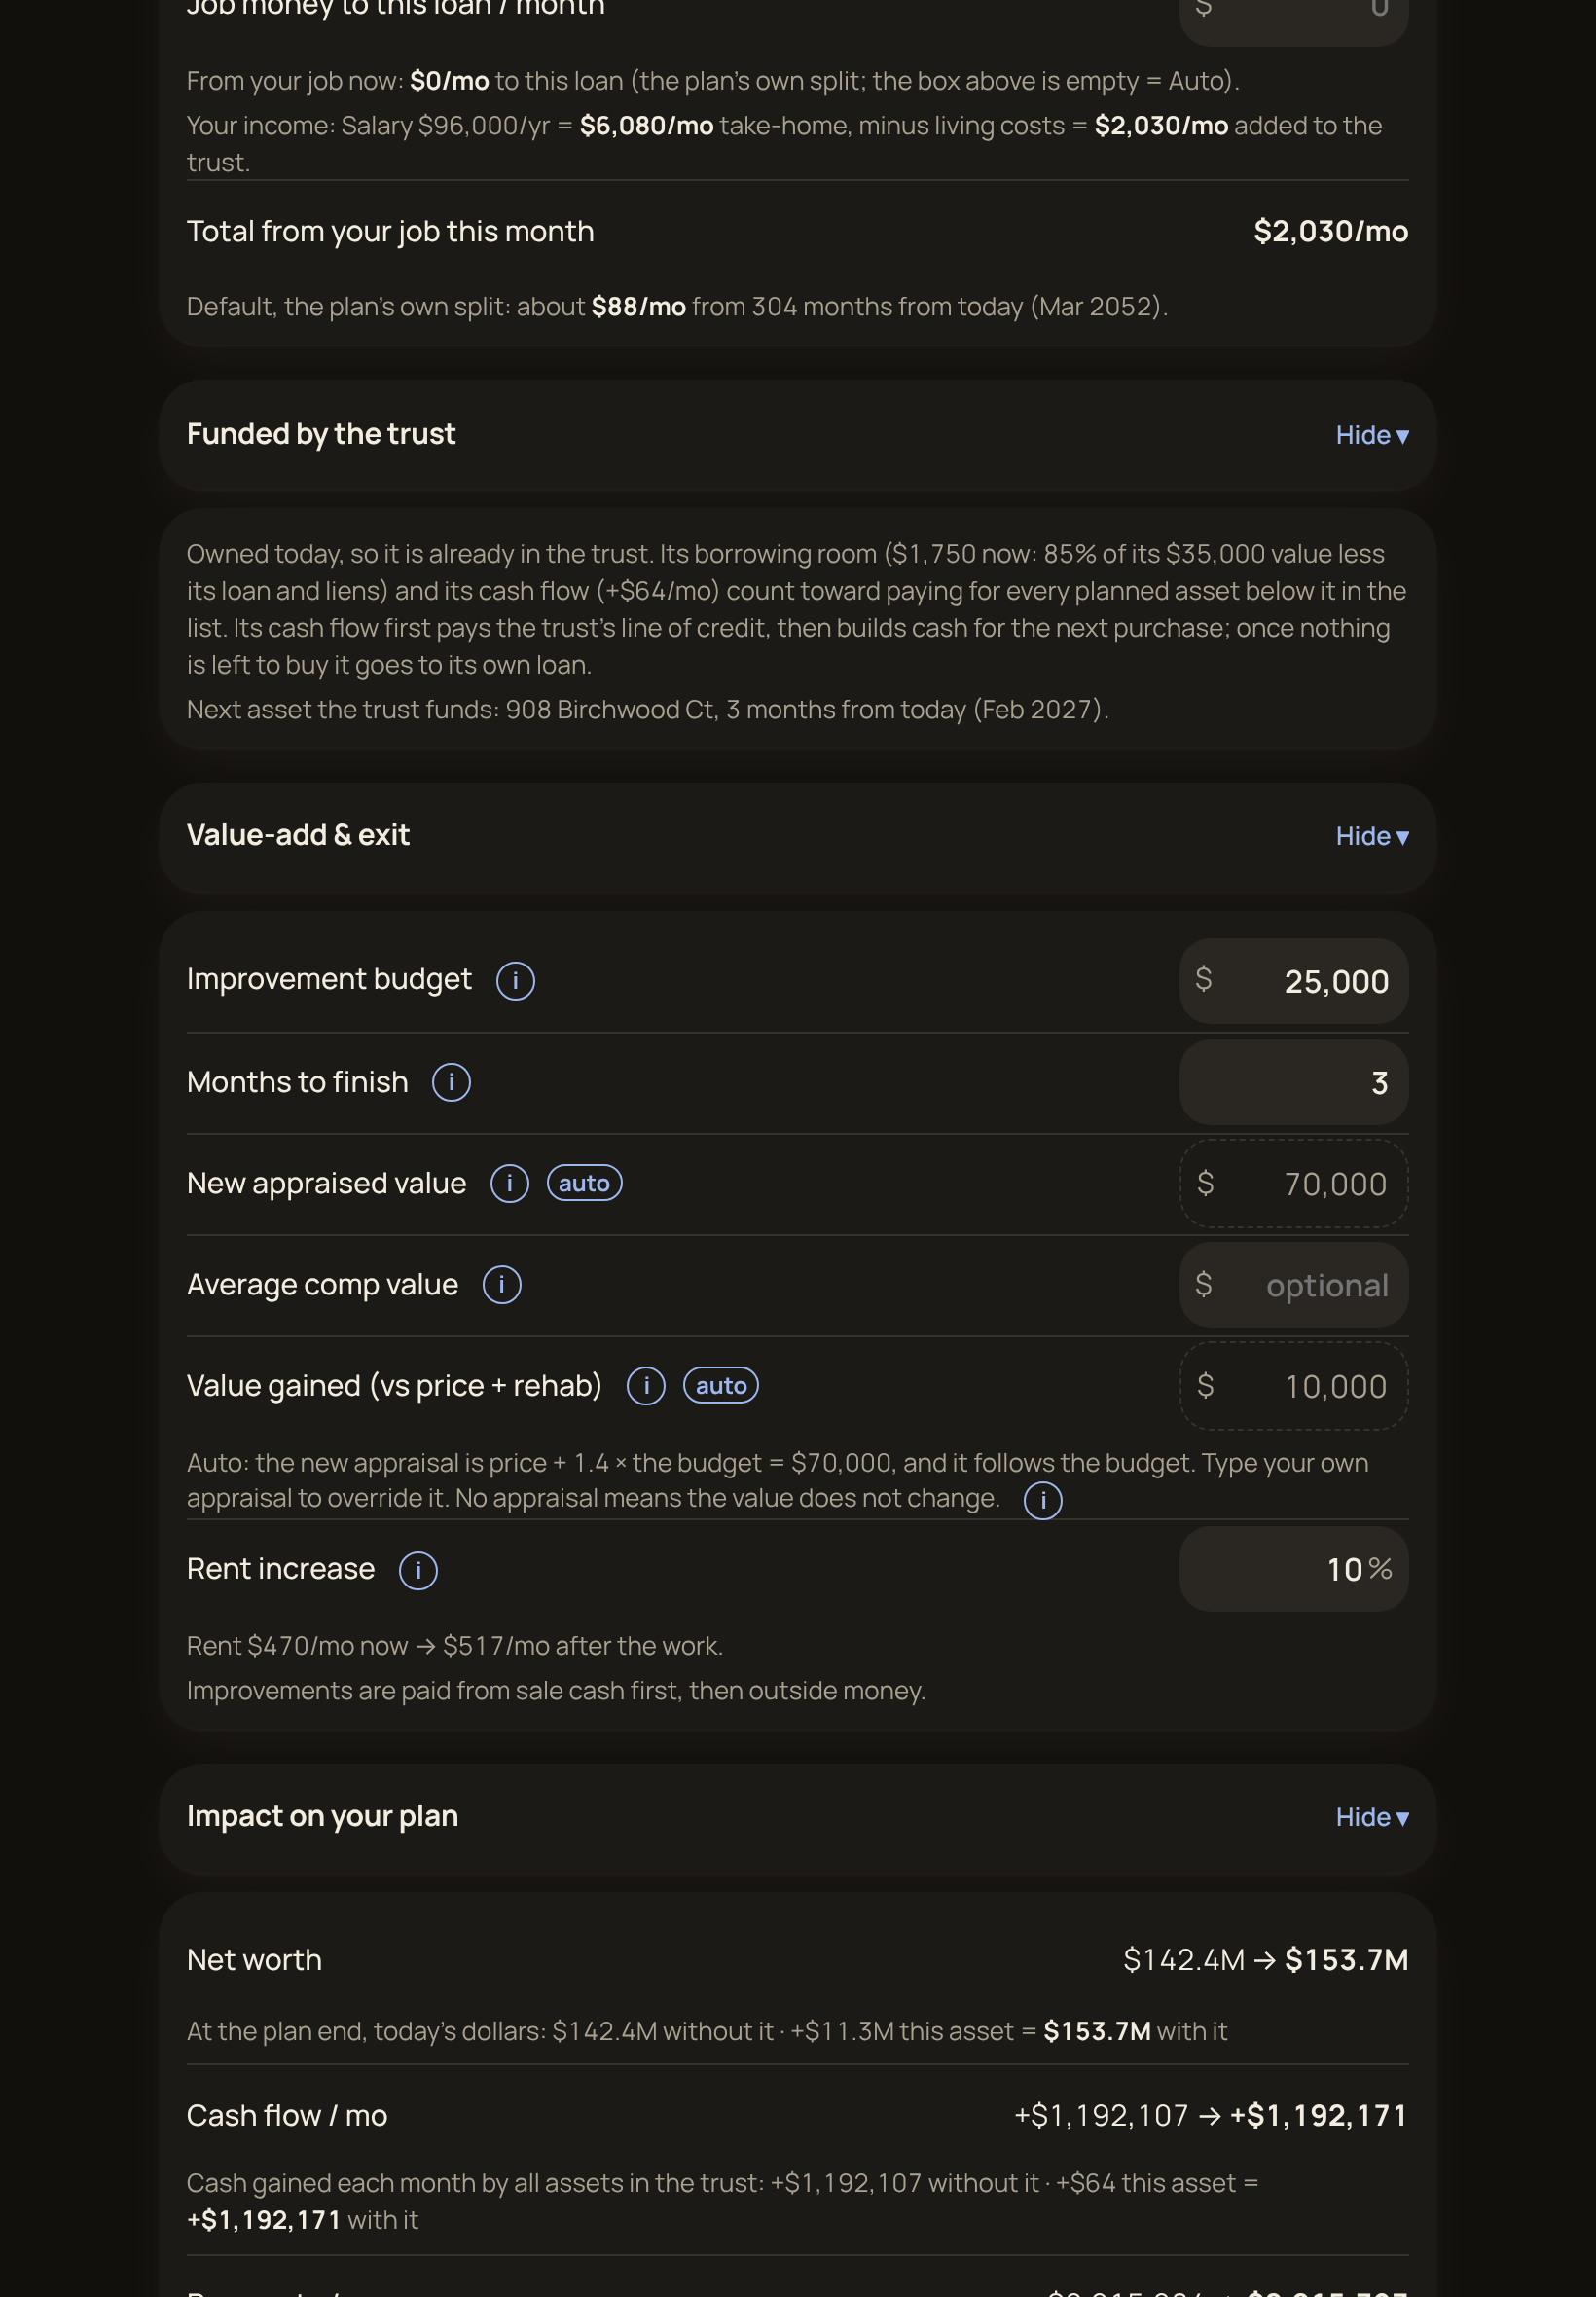 Job money to this loan / month
$ 0
From your job now: $0/mo to this loan (the plan's own split; the box above is empty = Auto).
Your income: Salary $96,000/yr = $6,080/mo take-home, minus living costs = $2,030/mo added to the
trust.
Total from your job this month
$2,030/mo
Default, the plan's own split: about $88/mo from 304 months from today (Mar 2052).
Funded by the trust
Hide ▾
Owned today, so it is already in the trust. Its borrowing room ($1,750 now: 85% of its $35,000 value less
its loan and liens) and its cash flow (+$64/mo) count toward paying for every planned asset below it in the
list. Its cash flow first pays the trust's line of credit, then builds cash for the next purchase; once nothing
is left to buy it goes to its own loan.
Next asset the trust funds: 908 Birchwood Ct, 3 months from today (Feb 2027).
Value-add & exit
Hide ▾
Improvement budget i
$ 25,000
Months to finish i
3
New appraised value i auto
$ 70,000
Average comp value i
$ optional
Value gained (vs price + rehab) i auto
$ 10,000
Auto: the new appraisal is price + 1.4 × the budget = $70,000, and it follows the budget. Type your own
appraisal to override it. No appraisal means the value does not change. i
Rent increase i
10 %
Rent $470/mo now → $517/mo after the work.
Improvements are paid from sale cash first, then outside money.
Impact on your plan
Hide ▾
Net worth
$142.4M → $153.7M
At the plan end, today's dollars: $142.4M without it · +$11.3M this asset = $153.7M with it
Cash flow / mo
+$1,192,107 → +$1,192,171
Cash gained each month by all assets in the trust: +$1,192,107 without it · +$64 this asset =
+$1,192,171 with it